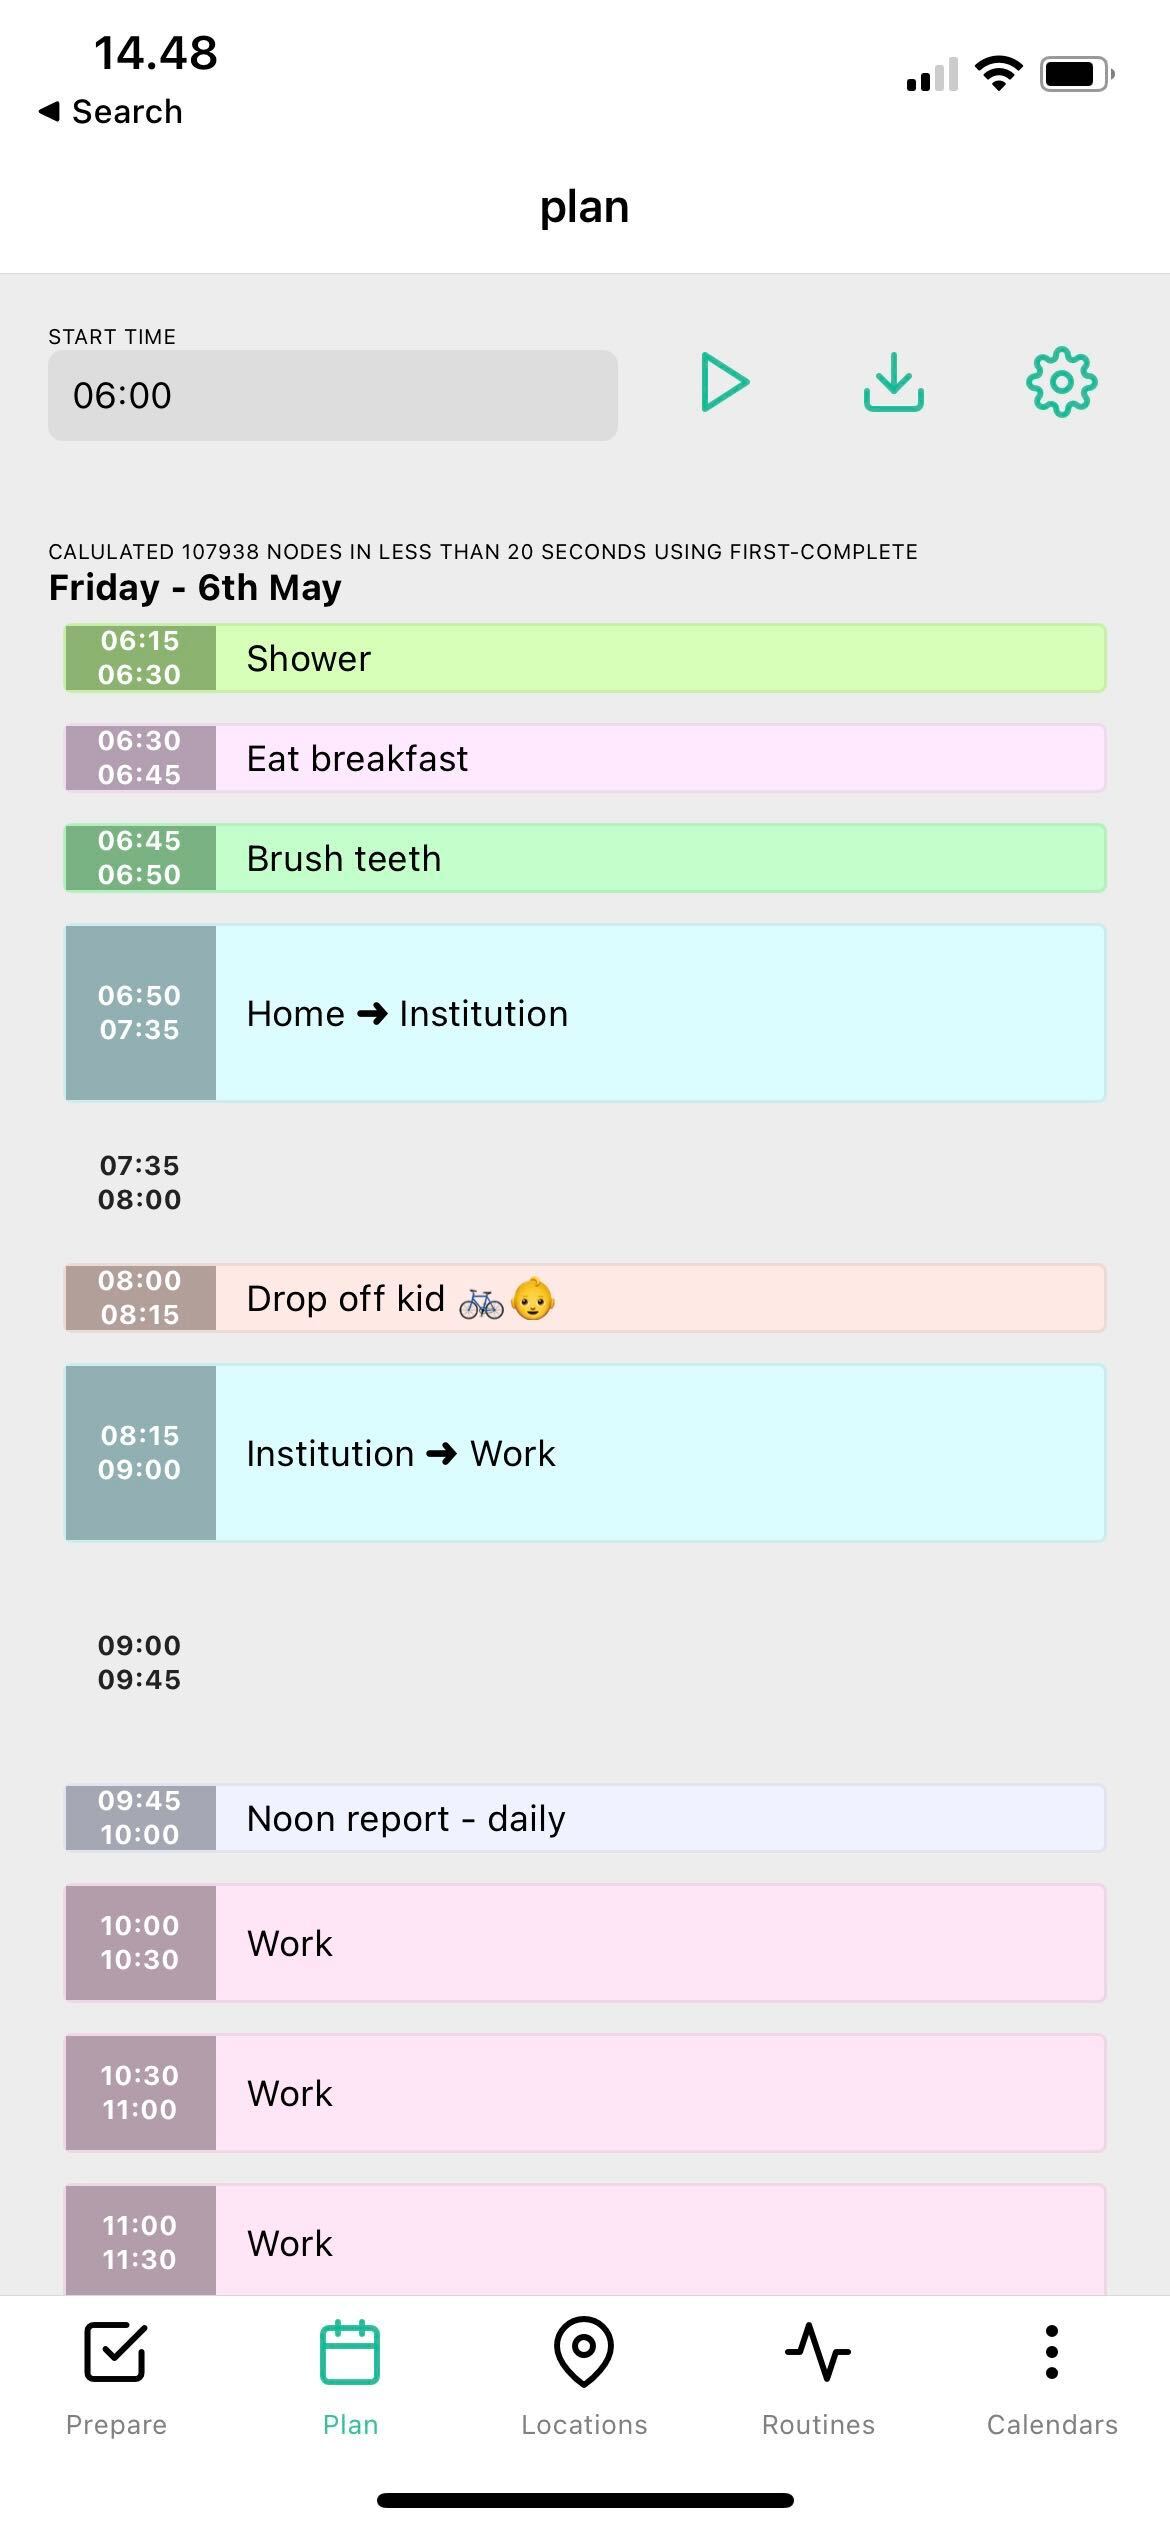 14.48
◀ Search
plan
START TIME
06:00
CALULATED 107938 NODES IN LESS THAN 20 SECONDS USING FIRST-COMPLETE
Friday - 6th May
06:15
06:30
Shower
06:30
06:45
Eat breakfast
06:45
06:50
Brush teeth
06:50
07:35
Home ➜ Institution
07:35
08:00
08:00
08:15
Drop off kid 🚲👶
08:15
09:00
Institution ➜ Work
09:00
09:45
09:45
10:00
Noon report - daily
10:00
10:30
Work
10:30
11:00
Work
11:00
11:30
Work
Prepare
Plan
Locations
Routines
Calendars